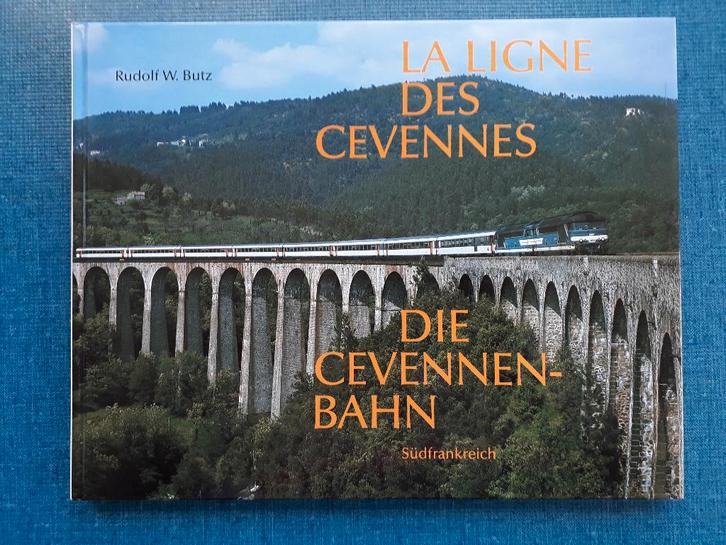 Rudolf W. Butz
LA LIGNE
DES
CEVENNES
DIE
CEVENNEN-
BAHN
Südfrankreich